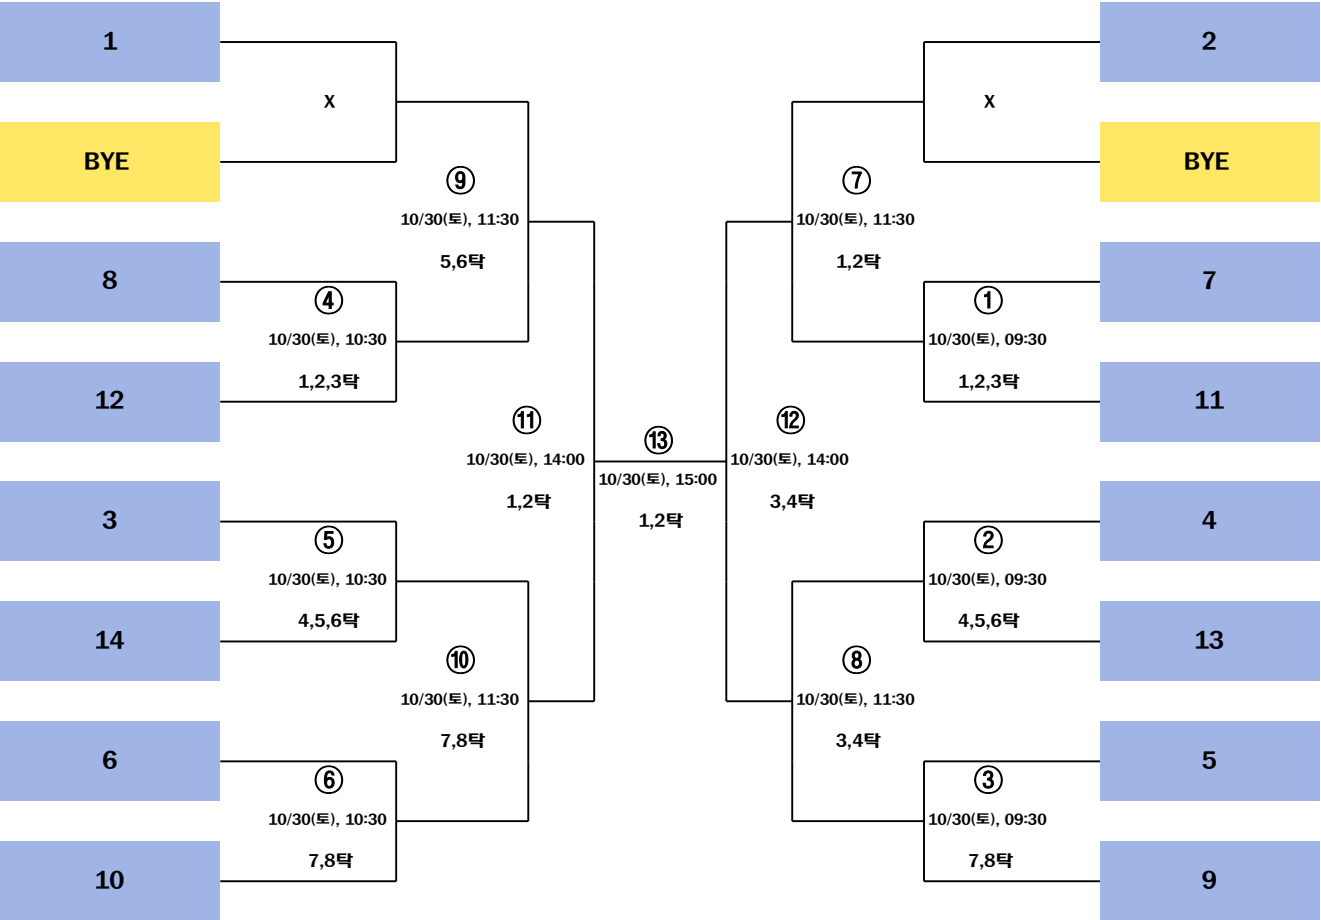 1
2
x
x
BYE
BYE
⑨
⑦
10/30(토), 11:30
10/30(토), 11:30
5,6탁
1,2탁
8
7
④
①
10/30(토), 10:30
10/30(토), 09:30
1,2,3탁
1,2,3탁
12
11
⑪
⑬
⑫
10/30(토), 14:00
10/30(토), 15:00
10/30(토), 14:00
1,2탁
1,2탁
3,4탁
3
4
⑤
②
10/30(토), 10:30
10/30(토), 09:30
4,5,6탁
4,5,6탁
14
13
⑩
⑧
10/30(토), 11:30
10/30(토), 11:30
7,8탁
3,4탁
6
5
⑥
③
10/30(토), 10:30
10/30(토), 09:30
7,8탁
7,8탁
10
9